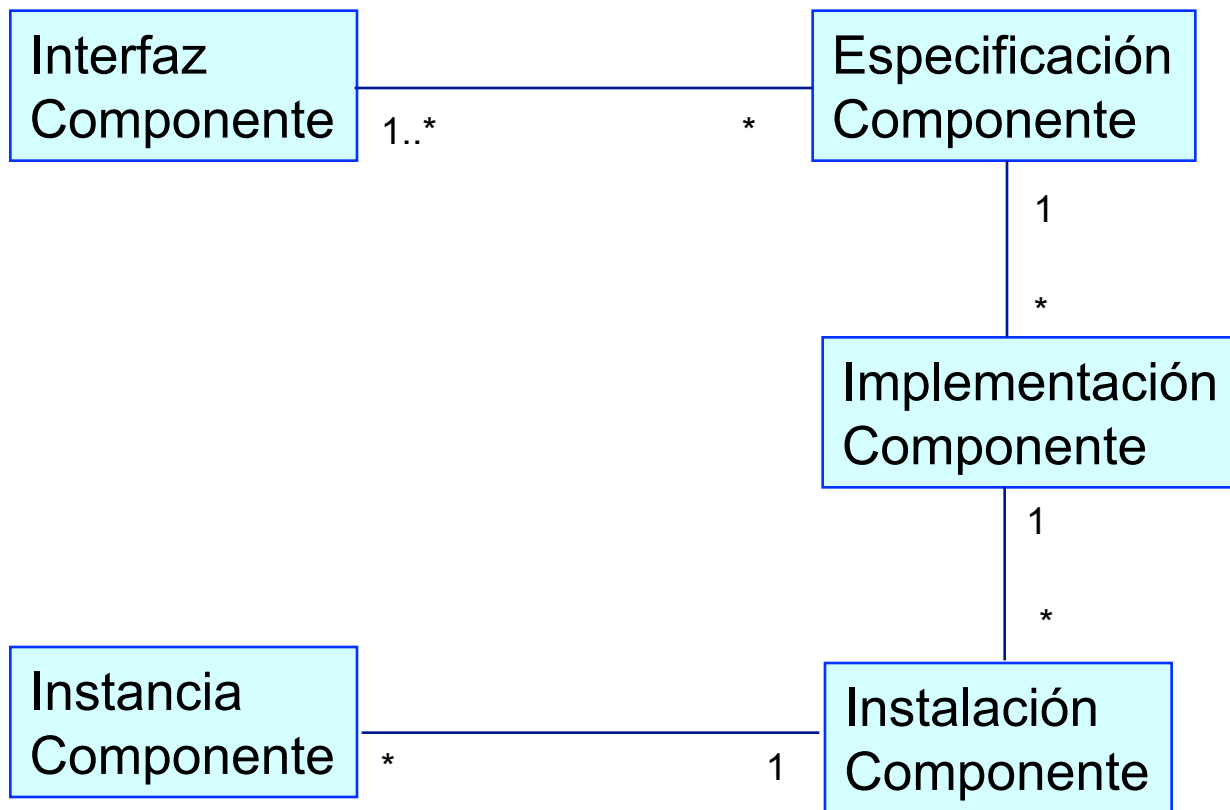 Interfaz
Componente
Especificación
Componente
1..*
*
1
*
Implementación
Componente
1
*
Instancia
Componente
Instalación
Componente
*
1